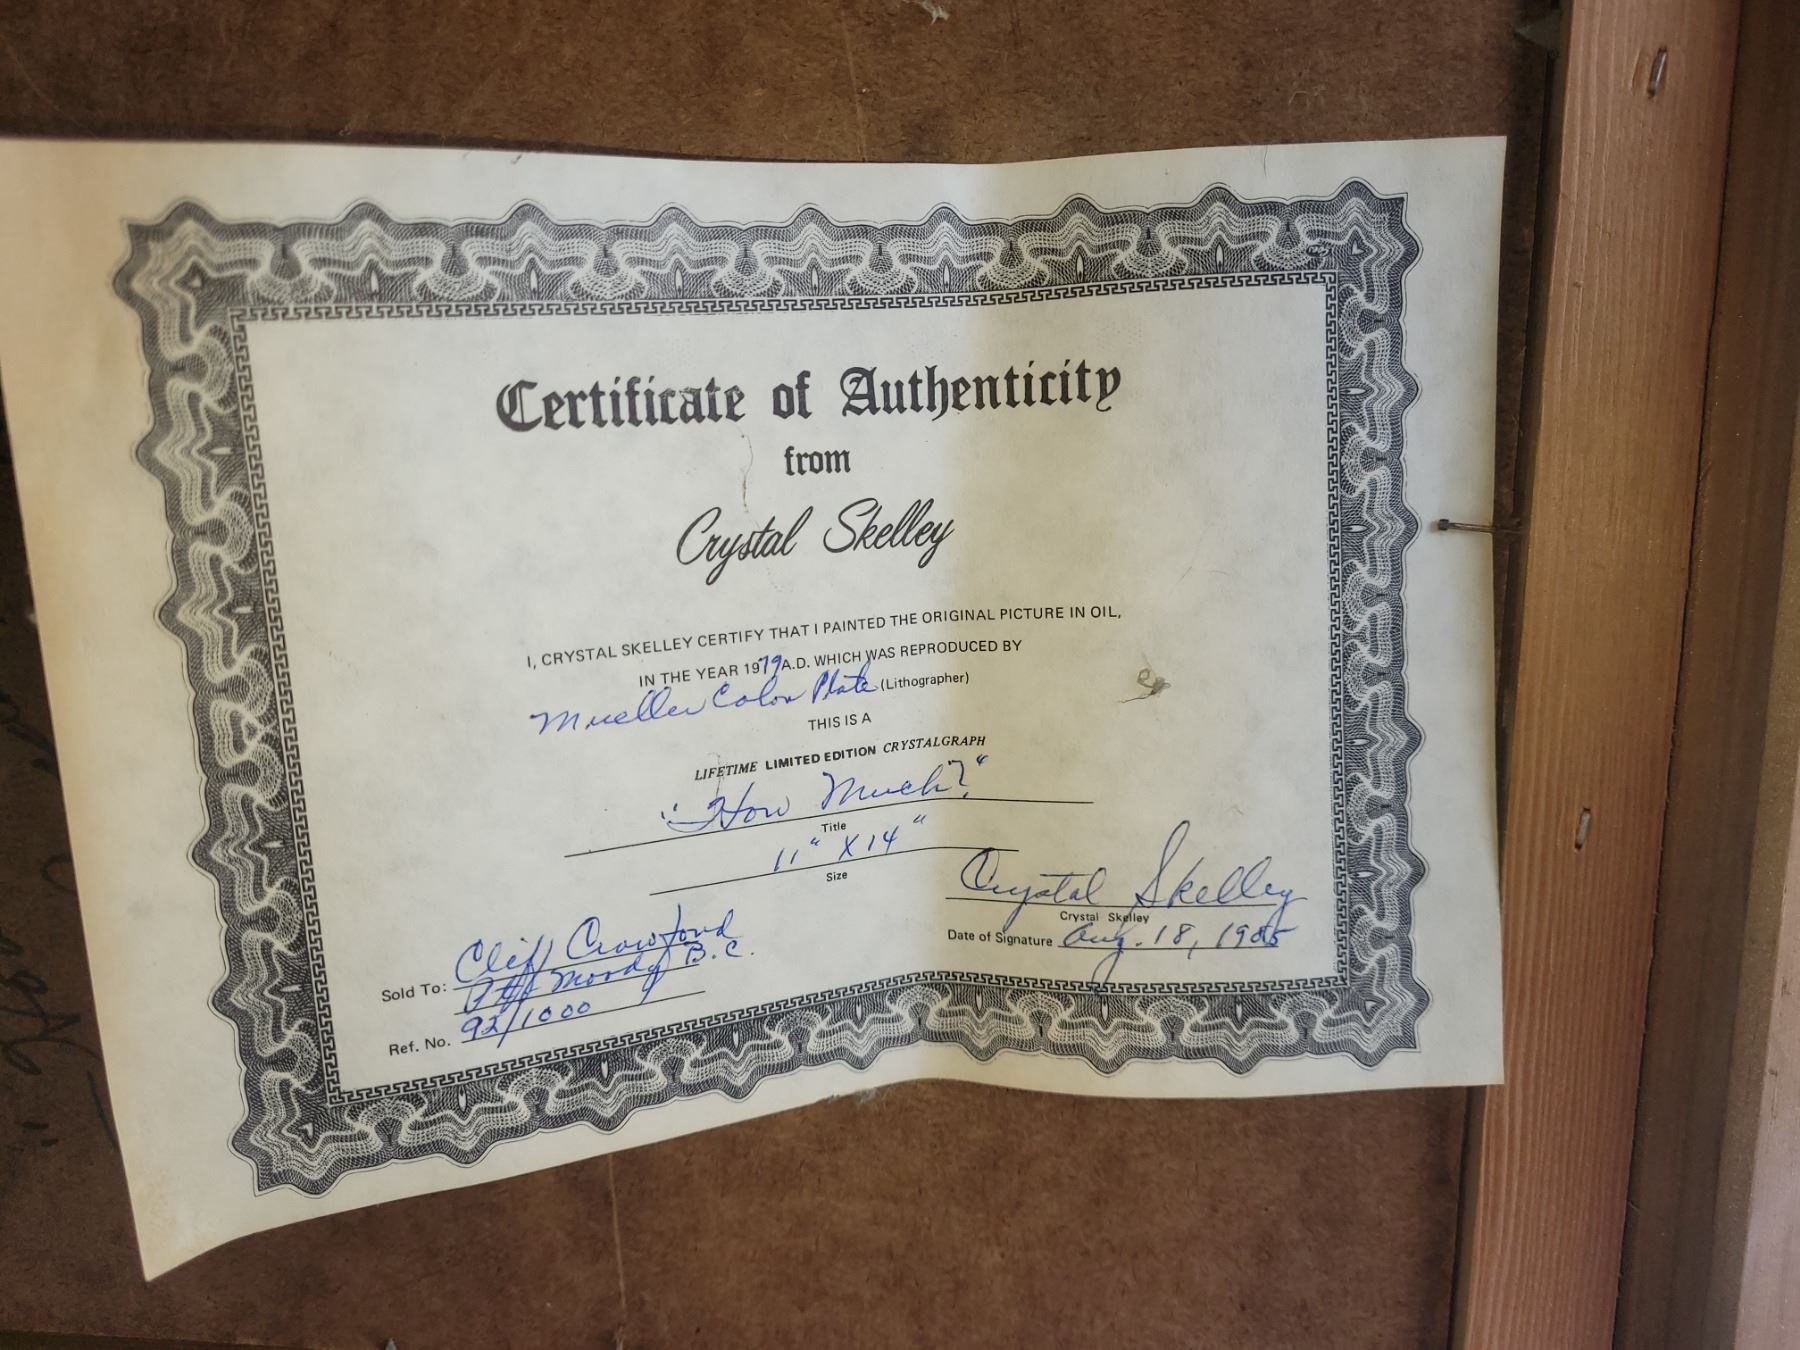 Certificate of Authenticity
from
Crystal Skelley
I, CRYSTAL SKELLEY CERTIFY THAT I PAINTED THE ORIGINAL PICTURE IN OIL,
IN THE YEAR 1979 A.D. WHICH WAS REPRODUCED BY
Mueller Color Plate (Lithographer)
THIS IS A
LIFETIME LIMITED EDITION CRYSTALGRAPH
"How Much?"
Title
11" X 14"
Size
Crystal Skelley
Crystal Skelley
Date of Signature Aug. 18, 1985
Sold To: Cliff Crawford
Moody B.C.
Ref. No. 92/1000